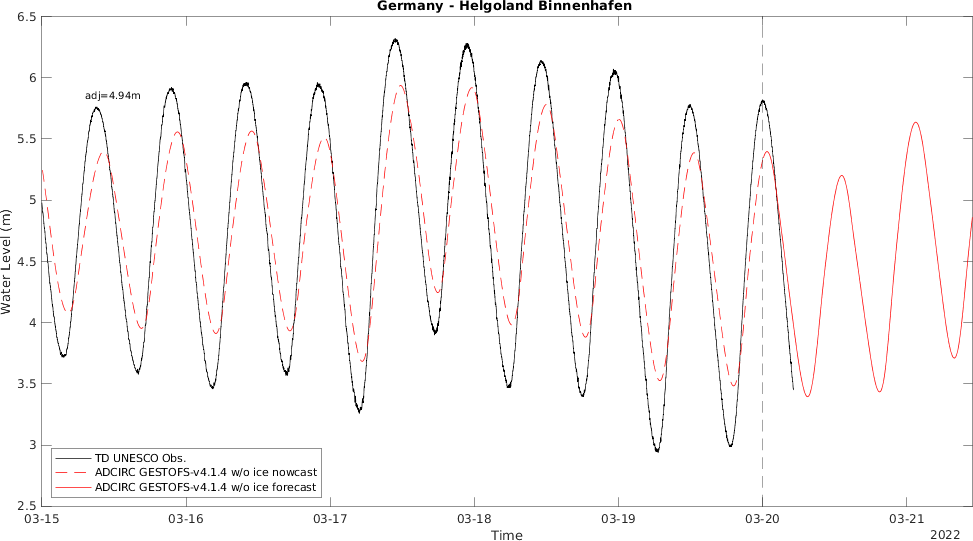 Germany - Helgoland Binnenhafen
6.5
6
5.5
5
4.5
4
3.5
3
2.5
Water Level (m)
adj=4.94m
TD UNESCO Obs.
ADCIRC GESTOFS-v4.1.4 w/o ice nowcast
ADCIRC GESTOFS-v4.1.4 w/o ice forecast
03-15 03-16 03-17 03-18 03-19 03-20 03-21
Time
2022